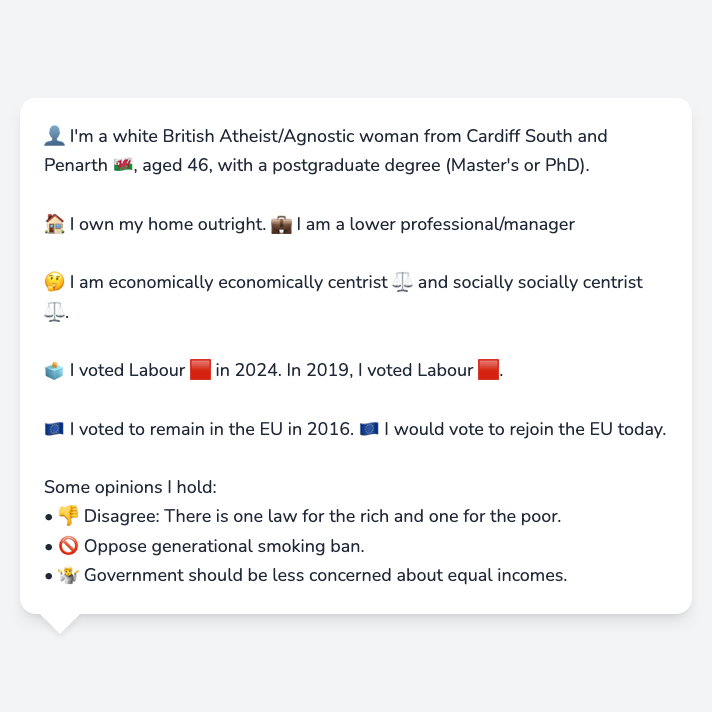 👤 I'm a white British Atheist/Agnostic woman from Cardiff South and
Penarth 🏴󠁧󠁢󠁷󠁬󠁳󠁿, aged 46, with a postgraduate degree (Master's or PhD).
🏠 I own my home outright. 💼 I am a lower professional/manager
🤔 I am economically economically centrist ⚖️ and socially socially centrist
⚖️.
🗳️ I voted Labour 🟥 in 2024. In 2019, I voted Labour 🟥.
🇪🇺 I voted to remain in the EU in 2016. 🇪🇺 I would vote to rejoin the EU today.
Some opinions I hold:
• 👎 Disagree: There is one law for the rich and one for the poor.
• 🚫 Oppose generational smoking ban.
• 🤷 Government should be less concerned about equal incomes.